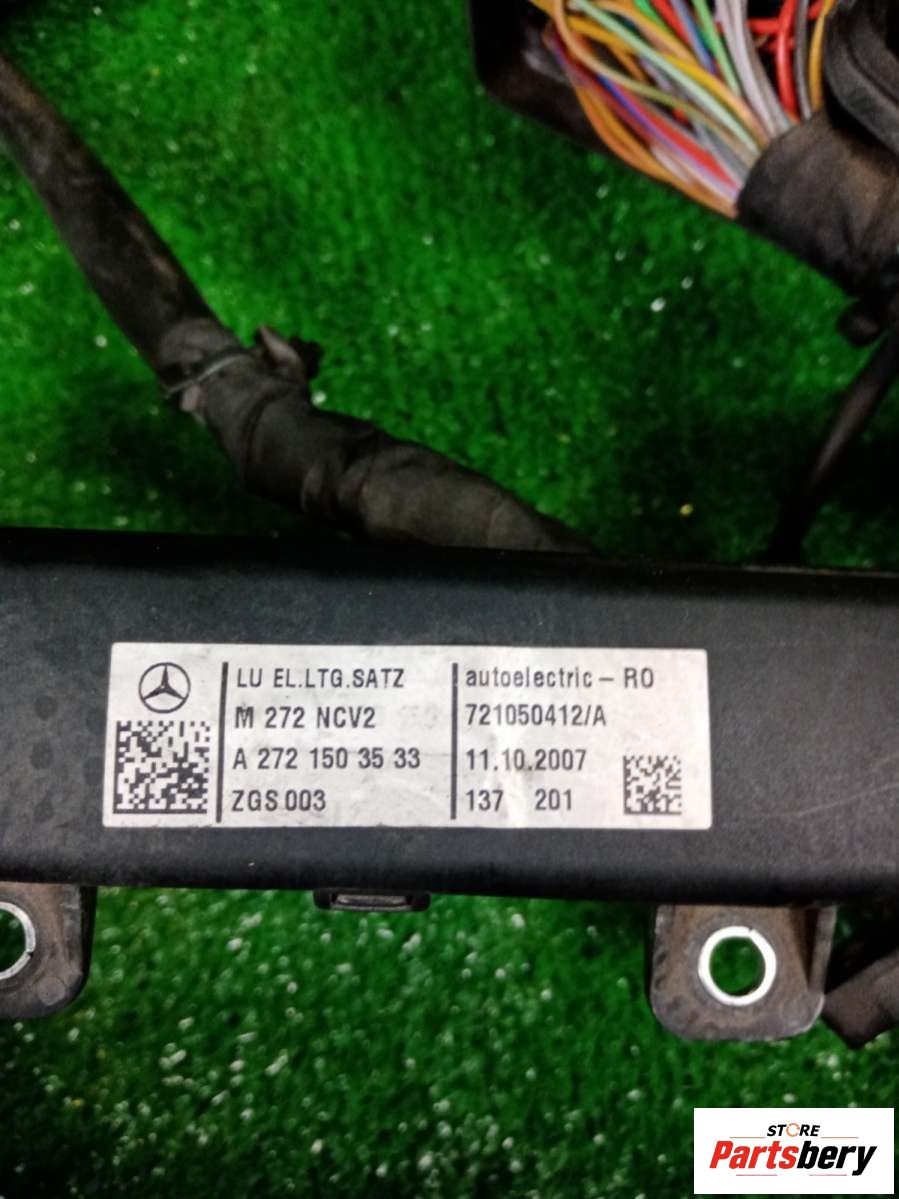 LU EL.LTG.SATZ
M 272 NCV2
A 272 150 35 33
ZGS 003
autoelectric - RO
721050412/A
11.10.2007
137 201
STORE
Partsbery